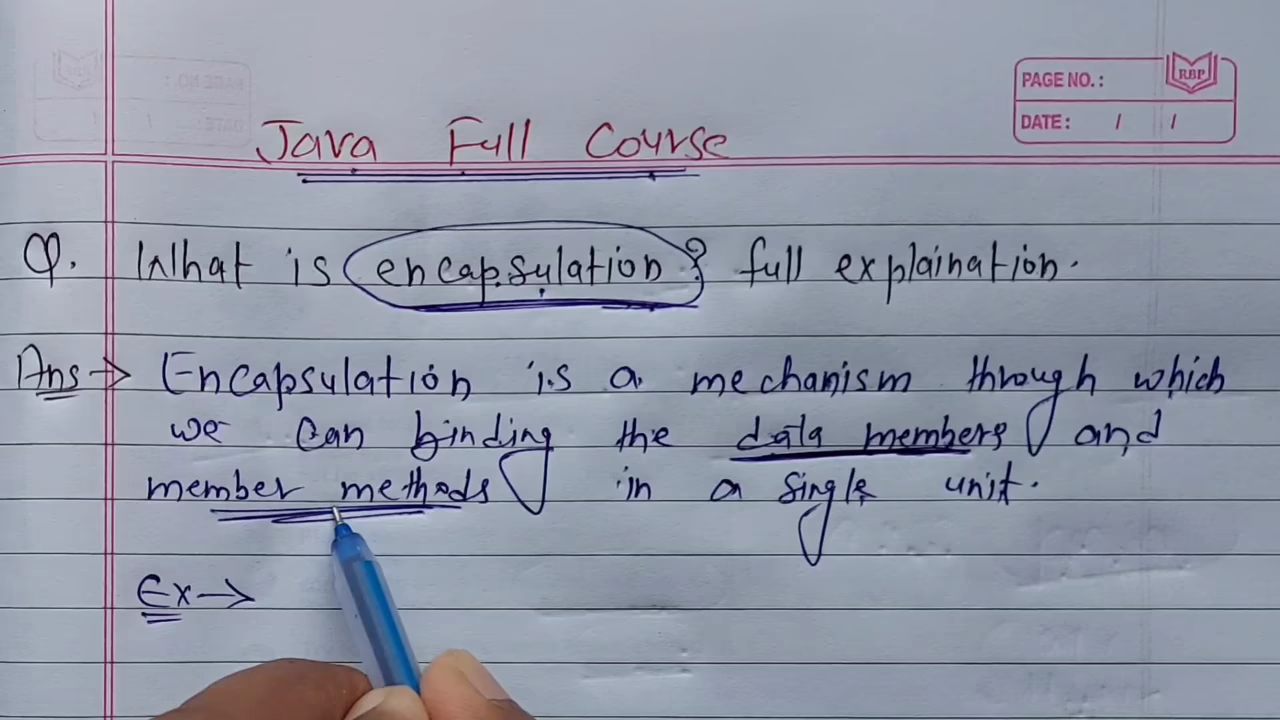 RBP
PAGE NO. :
DATE : / /
Java Full Course
Q. What is encapsulation? full explaination.
Ans → Encapsulation is a mechanism through which
we can binding the data members and
member methods in a single unit.
Ex →